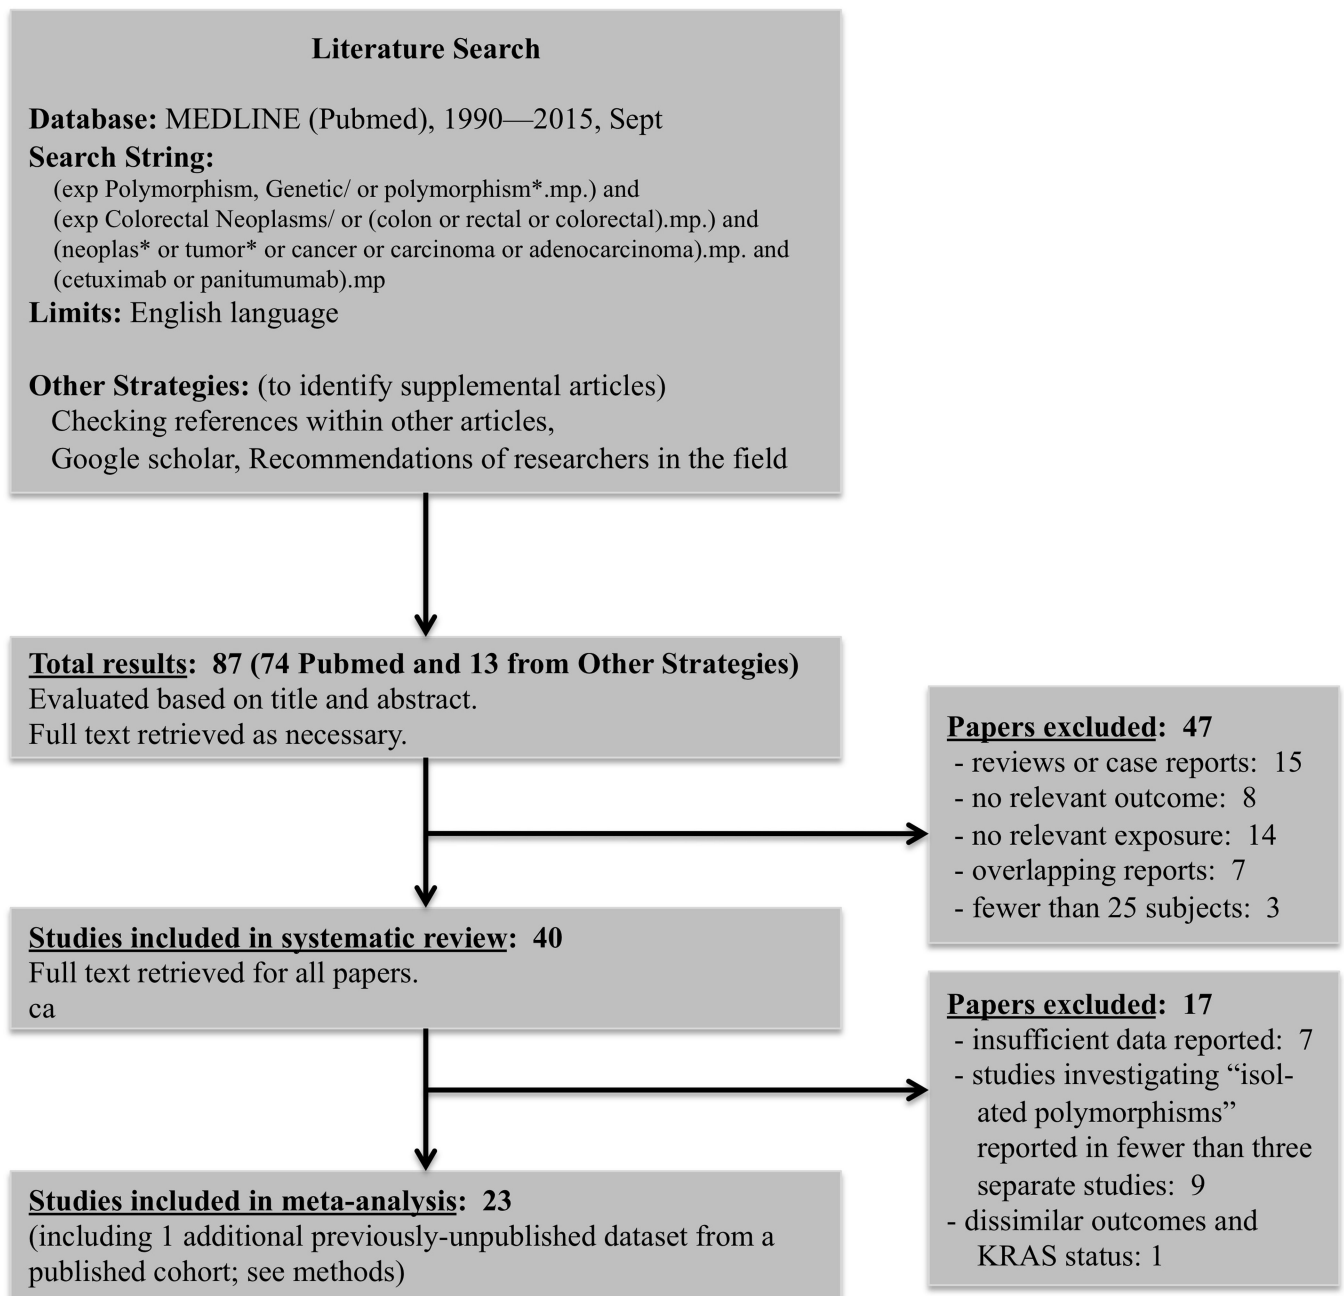 Literature Search
Database: MEDLINE (Pubmed), 1990—2015, Sept
Search String:
(exp Polymorphism, Genetic/ or polymorphism*.mp.) and
(exp Colorectal Neoplasms/ or (colon or rectal or colorectal).mp.) and
(neoplas* or tumor* or cancer or carcinoma or adenocarcinoma).mp. and
(cetuximab or panitumumab).mp
Limits: English language
Other Strategies: (to identify supplemental articles)
Checking references within other articles,
Google scholar, Recommendations of researchers in the field
Total results: 87 (74 Pubmed and 13 from Other Strategies)
Evaluated based on title and abstract.
Full text retrieved as necessary.
Papers excluded: 47
- reviews or case reports: 15
- no relevant outcome: 8
- no relevant exposure: 14
- overlapping reports: 7
- fewer than 25 subjects: 3
Studies included in systematic review: 40
Full text retrieved for all papers.
ca
Papers excluded: 17
- insufficient data reported: 7
- studies investigating “isol-
ated polymorphisms”
reported in fewer than three
separate studies: 9
- dissimilar outcomes and
KRAS status: 1
Studies included in meta-analysis: 23
(including 1 additional previously-unpublished dataset from a
published cohort; see methods)